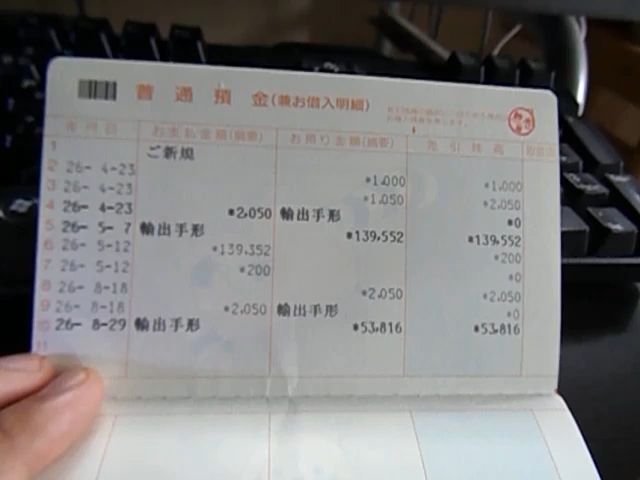 普通預金(兼お借入明細)
年月日 お支払金額(摘要) お預り金額(摘要) 差引残高
1 ご新規
2 26- 4-23 *1,000 *1,000
3 26- 4-23 *1,050 *2,050
4 26- 4-23 *2,050 輸出手形 *0
5 26- 5- 7 輸出手形 *139,552 *139,552
6 26- 5-12 *139,352 *200
7 26- 5-12 *200 *0
8 26- 8-18 *2,050 *2,050
9 26- 8-18 *2,050 輸出手形 *0
10 26- 8-29 輸出手形 *53,816 *53,816
11